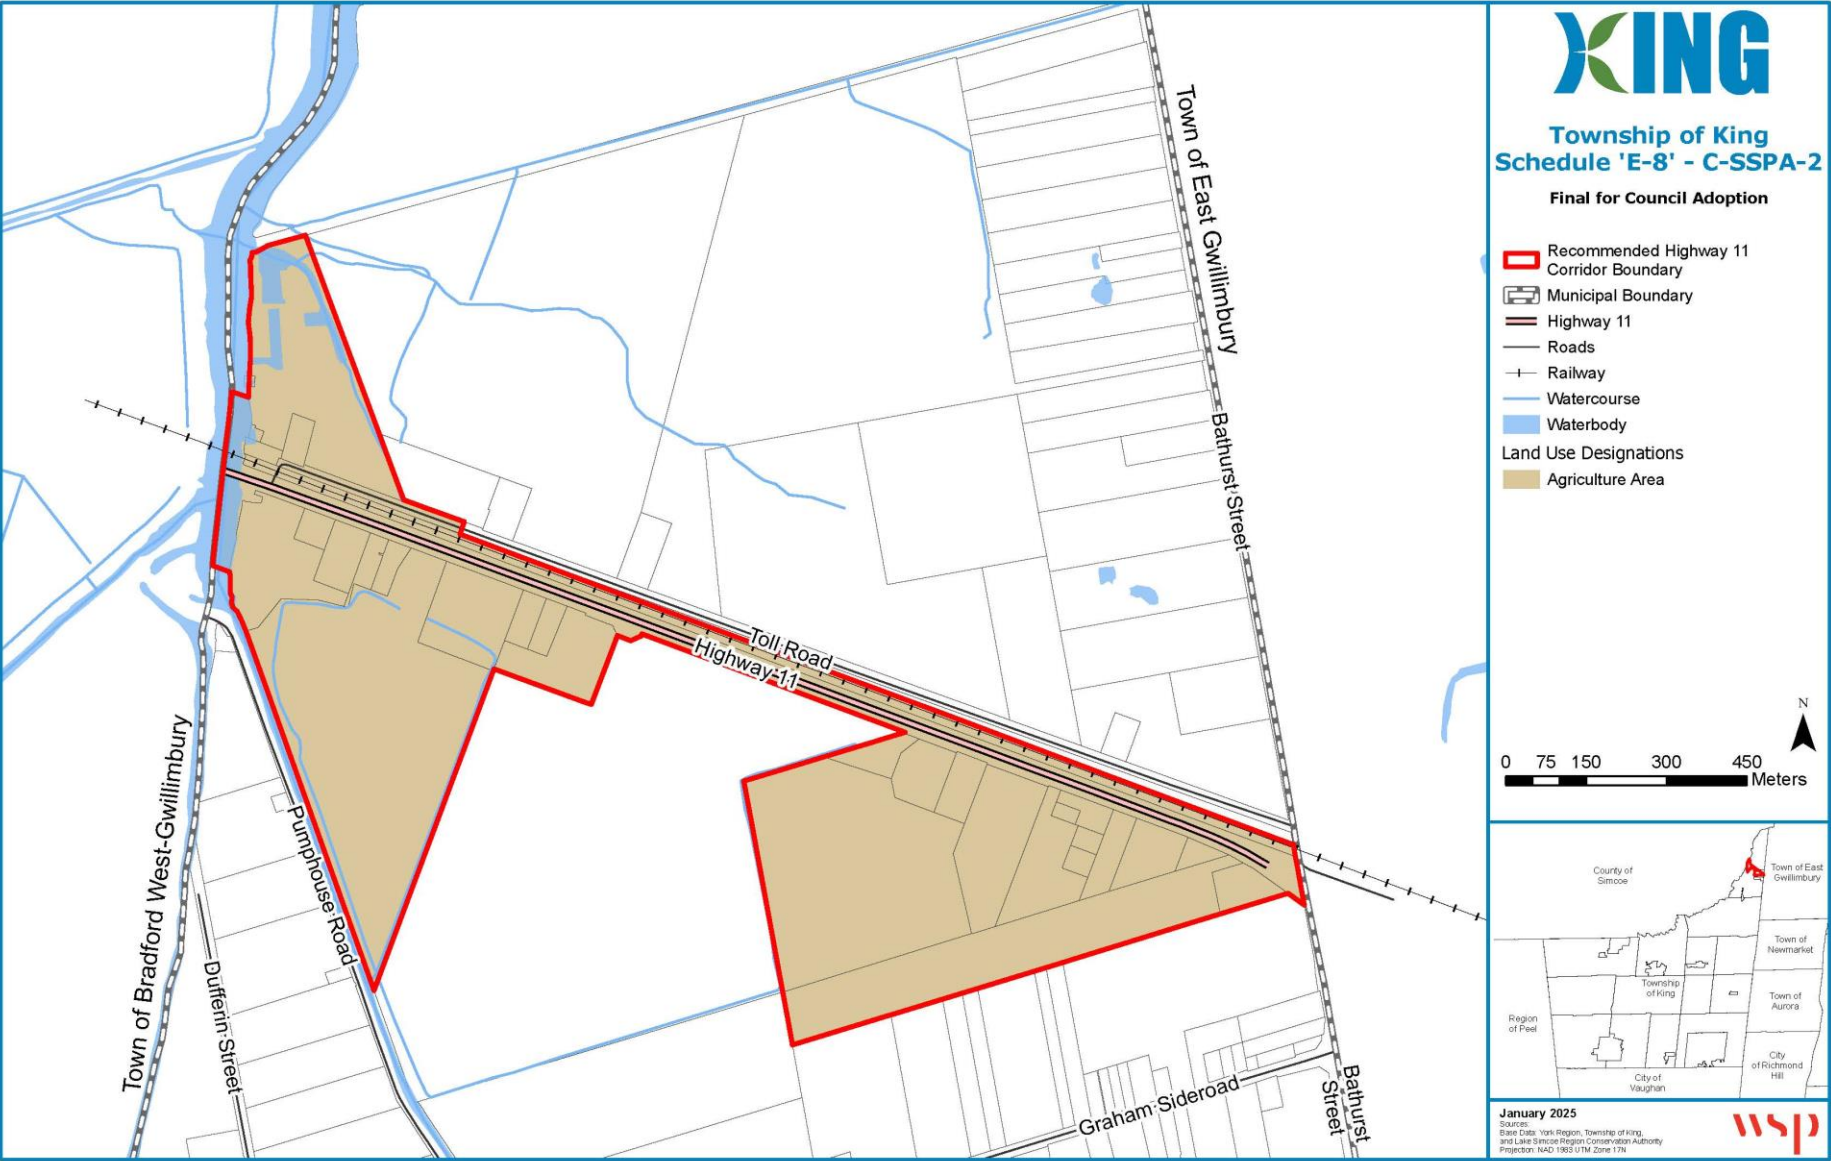 Town of East Gwillimbury
Bathurst Street
Toll Road
Highway 11
Town of Bradford West Gwillimbury
Pumphouse Road
Dufferin Street
Graham Sideroad
Bathurst
Street
KING
Township of King
Schedule 'E-8' - C-SSPA-2
Final for Council Adoption
Recommended Highway 11
Corridor Boundary
Municipal Boundary
Highway 11
Roads
Railway
Watercourse
Waterbody
Land Use Designations
Agriculture Area
N
0 75 150 300 450
Meters
County of
Simcoe
Town of East
Gwillimbury
Town of
Newmarket
Township
of King
Town of
Aurora
Region
of Peel
City
of Richmond
Hill
City of
Vaughan
January 2025
Sources:
Base Data: York Region, Township of King,
and Lake Simcoe Region Conservation Authority
Projection: NAD 1983 UTM Zone 17N
wsp